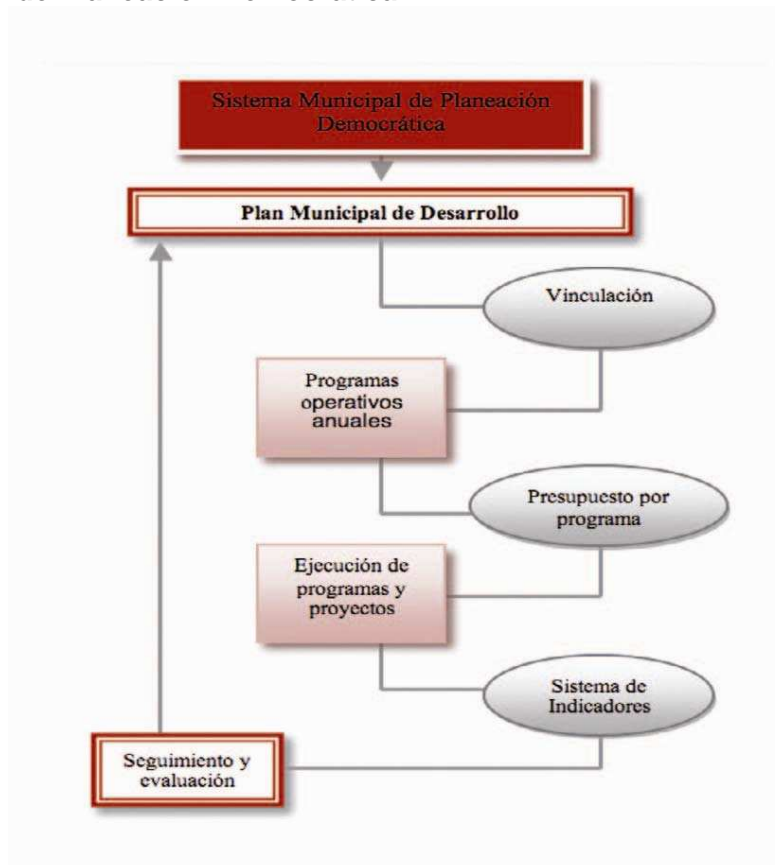 Sistema Municipal de Planeación
Democrática
Plan Municipal de Desarrollo
Vinculación
Programas
operativos
anuales
Presupuesto por
programa
Ejecución de
programas y
proyectos
Sistema de
Indicadores
Seguimiento y
evaluación